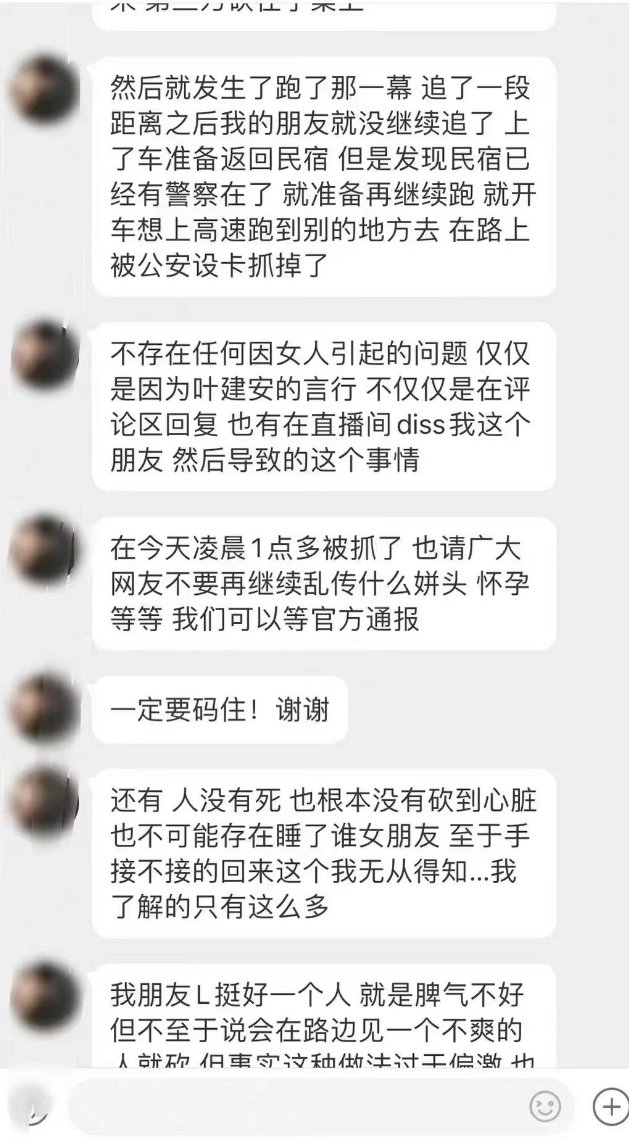 然后就发生了跑了那一幕 追了一段
距离之后我的朋友就没继续追了 上
了车准备返回民宿 但是发现民宿已
经有警察在了 就准备再继续跑 就开
车想上高速跑到别的地方去 在路上
被公安设卡抓掉了
不存在任何因女人引起的问题 仅仅
是因为叶建安的言行 不仅仅是在评
论区回复 也有在直播间diss我这个
朋友 然后导致的这个事情
在今天凌晨1点多被抓了 也请广大
网友不要再继续乱传什么姘头 怀孕
等等 我们可以等官方通报
一定要码住！谢谢
还有 人没有死 也根本没有砍到心脏
也不可能存在睡了谁女朋友 至于手
接不接的回来这个我无从得知...我
了解的只有这么多
我朋友L挺好一个人 就是脾气不好
但不至于说会在路边见一个不爽的
人就砍 但事实这种做法过于偏激 也